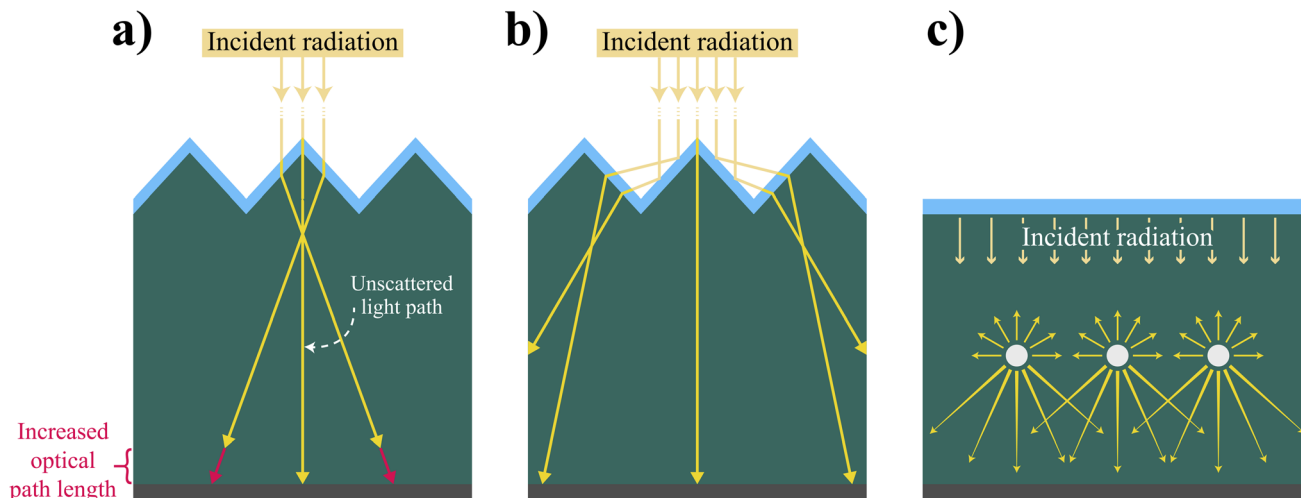 a)
Incident radiation
Unscattered
light path
Increased
optical
path length
b)
Incident radiation
c)
Incident radiation